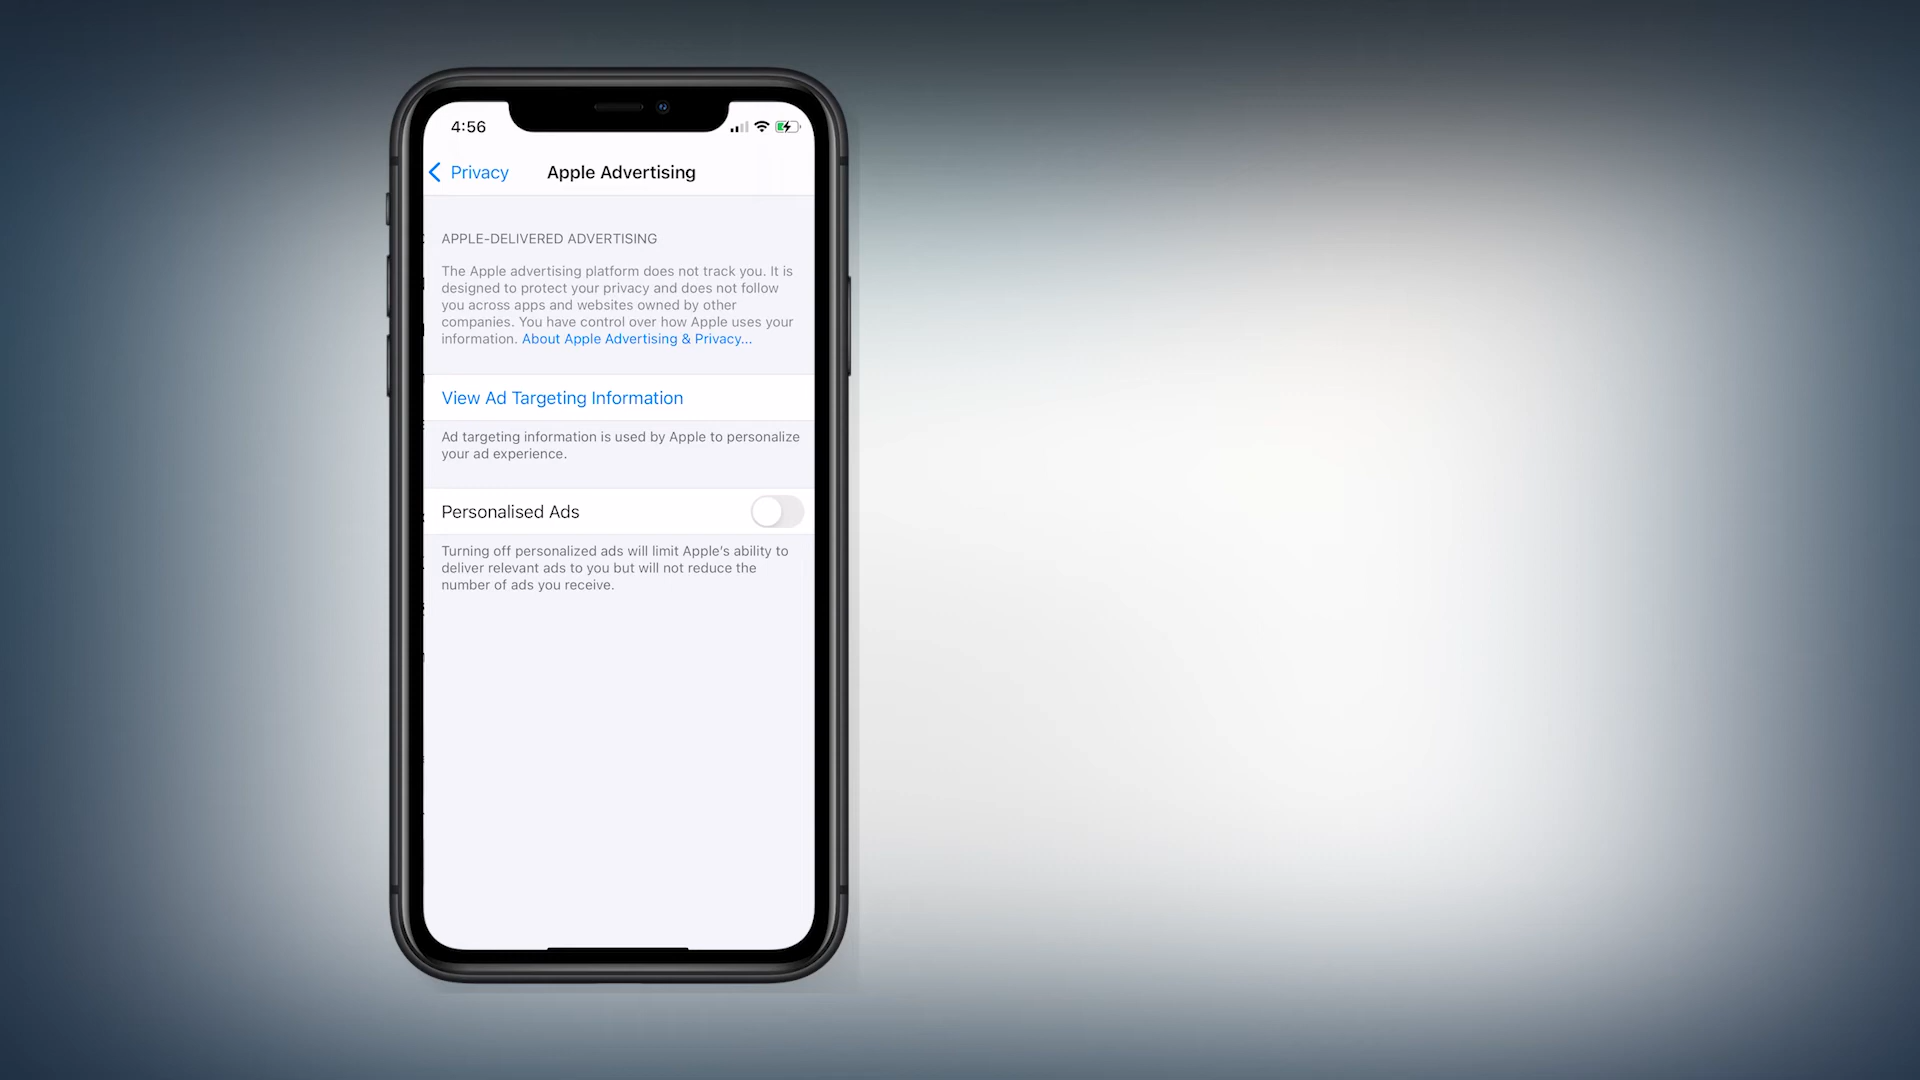 4:56
Privacy
Apple Advertising
APPLE-DELIVERED ADVERTISING
The Apple advertising platform does not track you. It is
designed to protect your privacy and does not follow
you across apps and websites owned by other
companies. You have control over how Apple uses your
information. About Apple Advertising & Privacy...
View Ad Targeting Information
Ad targeting information is used by Apple to personalize
your ad experience.
Personalised Ads
Turning off personalized ads will limit Apple's ability to
deliver relevant ads to you but will not reduce the
number of ads you receive.